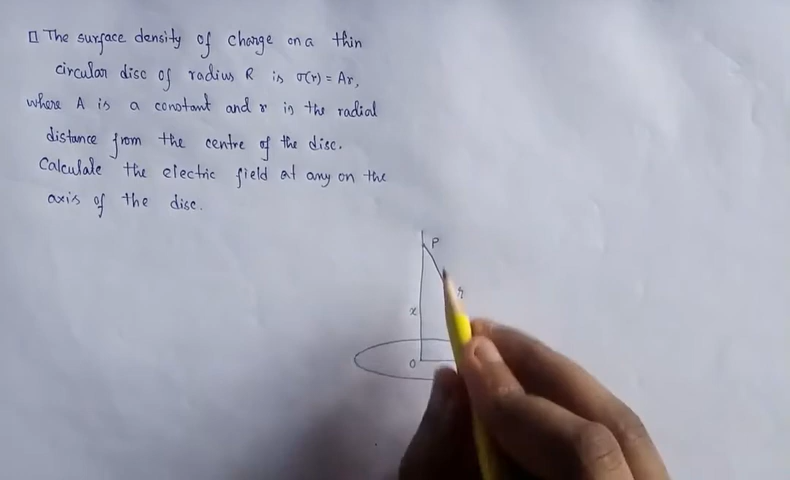 The surface density of charge on a thin
circular disc of radius R is σ(r) = Ar,
where A is a constant and r is the radial
distance from the centre of the disc.
Calculate the electric field at any on the
axis of the disc.
P
x
O